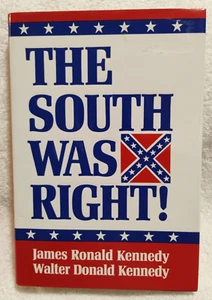 THE
SOUTH
WAS
RIGHT!
James Ronald Kennedy
Walter Donald Kennedy